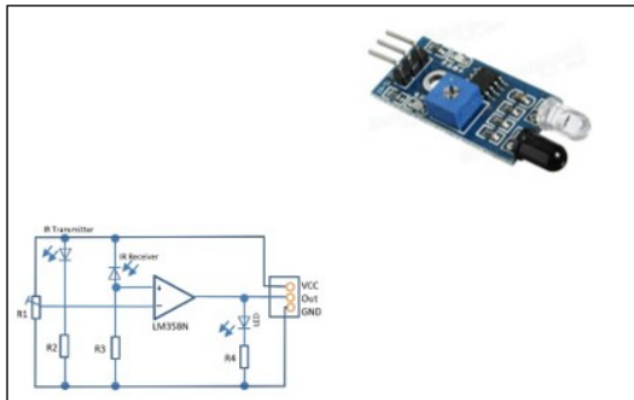 IR Transmitter
IR Receiver
R1
R2
R3
+
-
LM358N
LED
R4
VCC
Out
GND